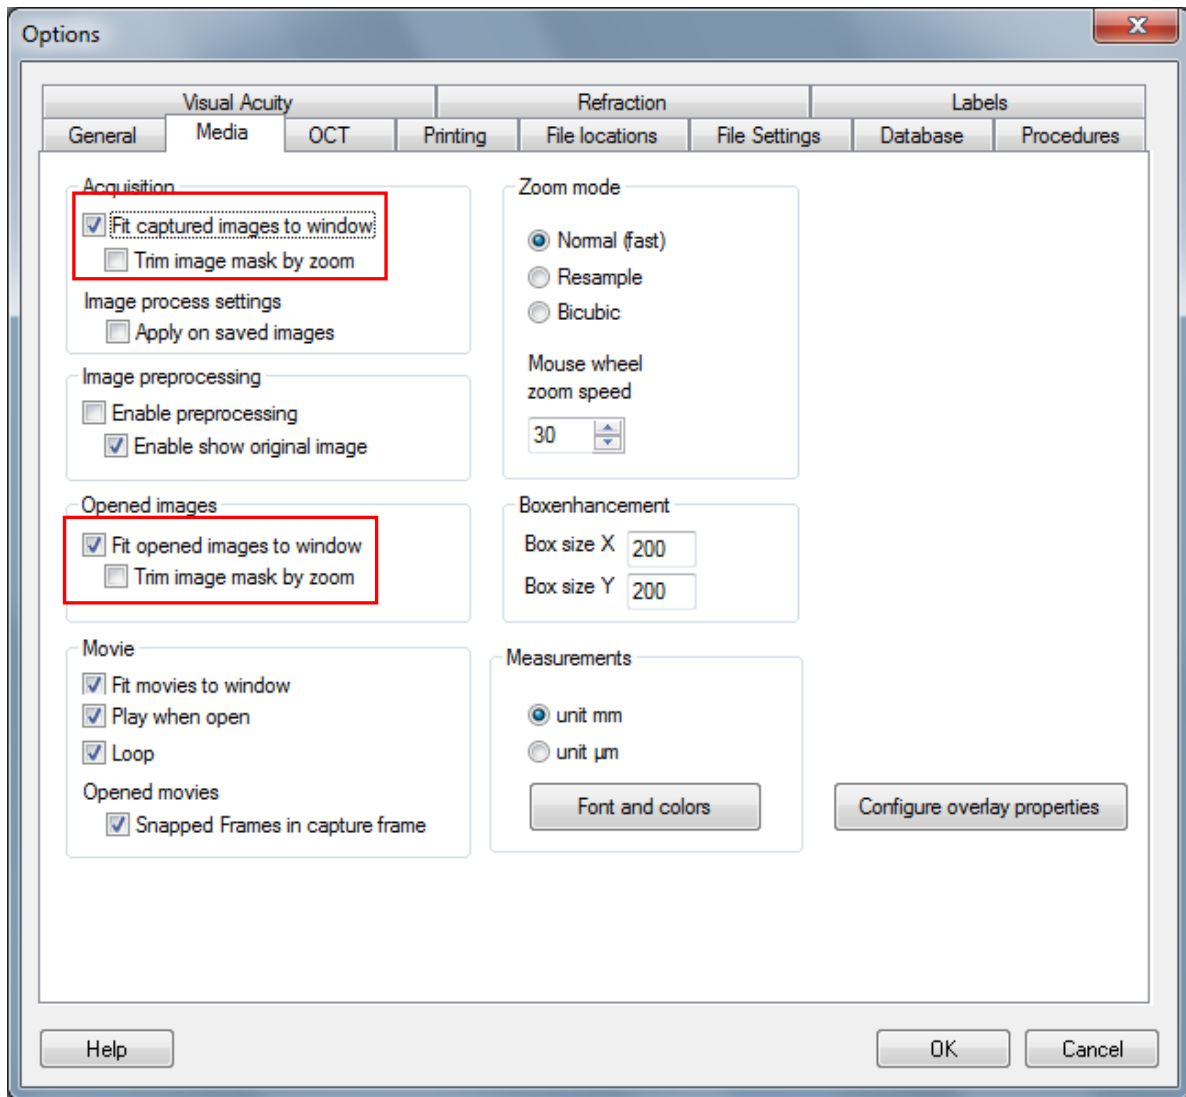 Options
X
Visual Acuity
Refraction
Labels
General
Media
OCT
Printing
File locations
File Settings
Database
Procedures
Acquisition
Fit captured images to window
Trim image mask by zoom
Image process settings
Apply on saved images
Image preprocessing
Enable preprocessing
Enable show original image
Opened images
Fit opened images to window
Trim image mask by zoom
Movie
Fit movies to window
Play when open
Loop
Opened movies
Snapped Frames in capture frame
Zoom mode
Normal (fast)
Resample
Bicubic
Mouse wheel
zoom speed
30
Boxenhancement
Box size X 200
Box size Y 200
Measurements
unit mm
unit µm
Font and colors
Configure overlay properties
Help
OK
Cancel